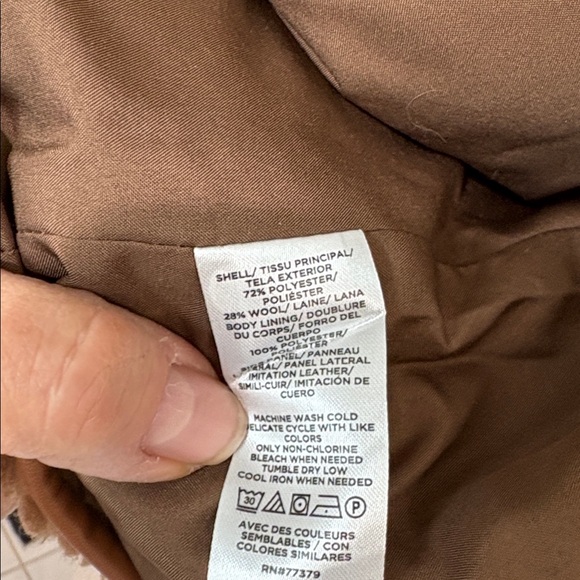 SHELL/ TISSU PRINCIPAL/
TELA EXTERIOR
72% POLYESTER/
POLIÉSTER
28% WOOL/ LAINE/ LANA
BODY LINING/ DOUBLURE
DU CORPS/ FORRO DEL
CUERPO
100% POLYESTER/
POLIÉSTER
PANEL/ PANNEAU
LATERAL/PANEL LATERAL
IMITATION LEATHER/
SIMILI-CUIR/ IMITACIÓN DE
CUERO
MACHINE WASH COLD
DELICATE CYCLE WITH LIKE
COLORS
ONLY NON-CHLORINE
BLEACH WHEN NEEDED
TUMBLE DRY LOW
COOL IRON WHEN NEEDED
30 P
AVEC DES COULEURS
SEMBLABLES / CON
COLORES SIMILARES
RN#77379